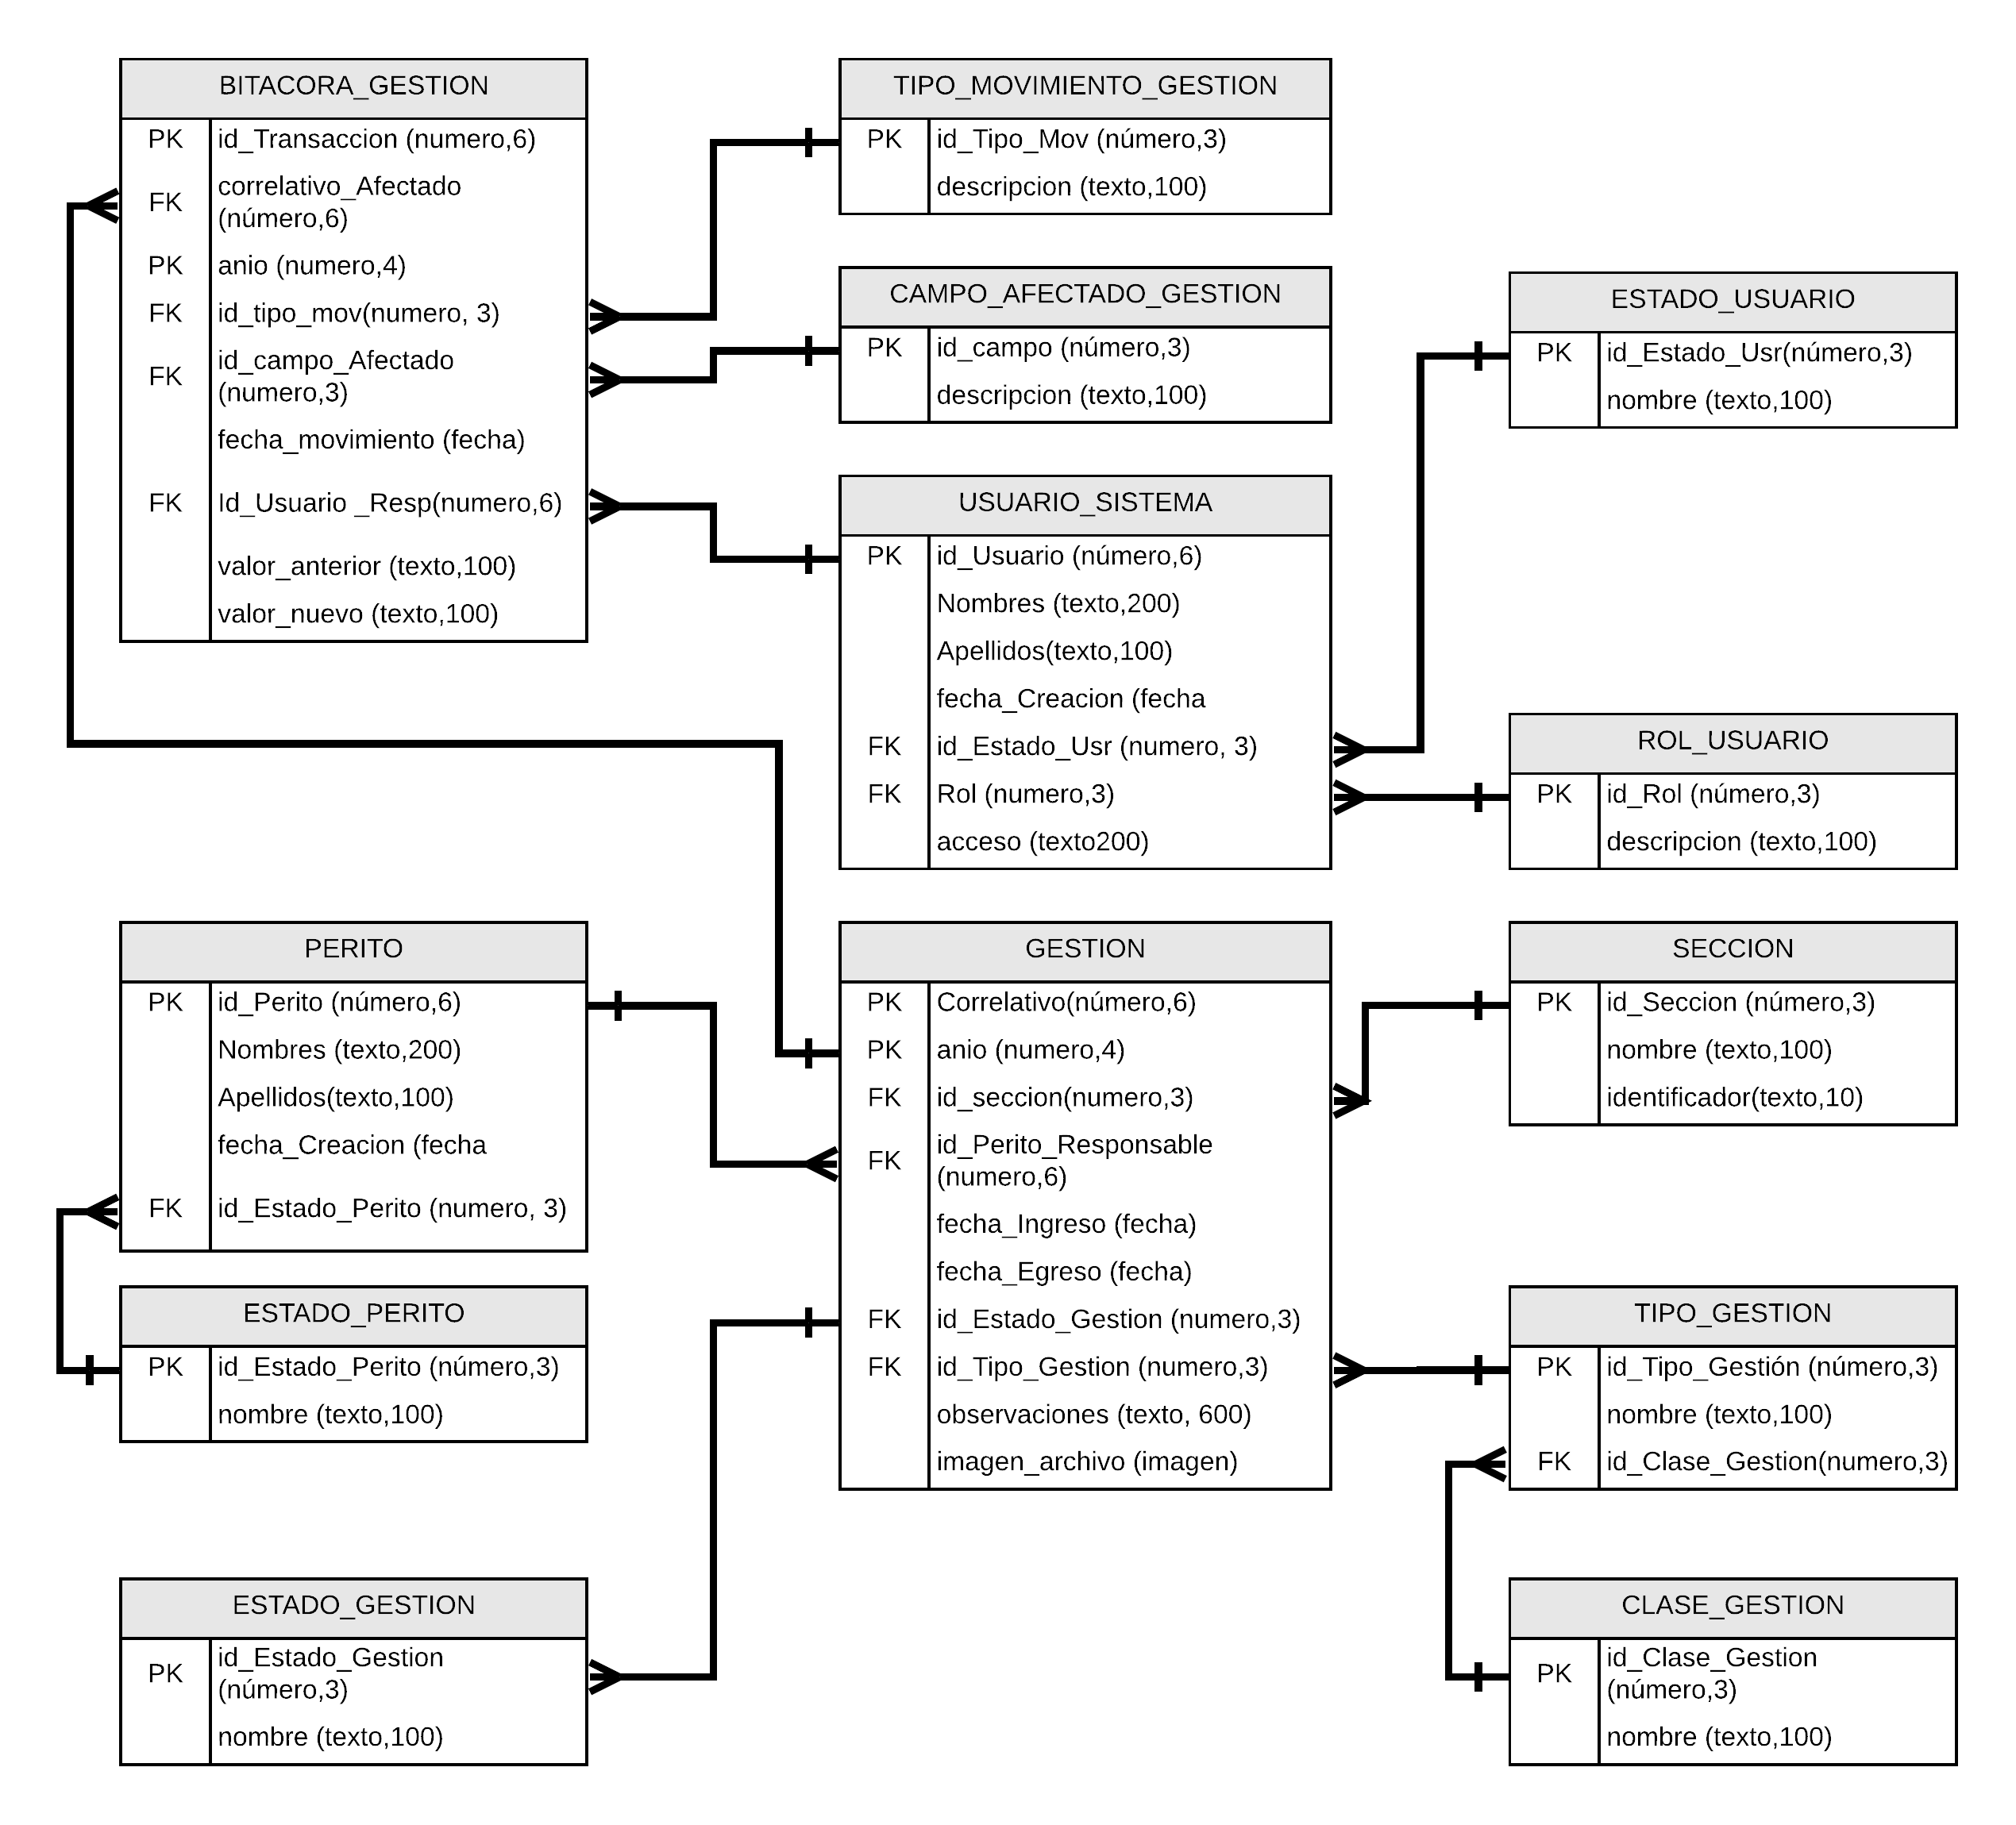 BITACORA_GESTION
PK id_Transaccion (numero,6)
FK correlativo_Afectado
(número,6)
PK anio (numero,4)
FK id_tipo_mov(numero, 3)
FK id_campo_Afectado
(numero,3)
fecha_movimiento (fecha)
FK Id_Usuario _Resp(numero,6)
valor_anterior (texto,100)
valor_nuevo (texto,100)
TIPO_MOVIMIENTO_GESTION
PK id_Tipo_Mov (número,3)
descripcion (texto,100)
CAMPO_AFECTADO_GESTION
PK id_campo (número,3)
descripcion (texto,100)
ESTADO_USUARIO
PK id_Estado_Usr(número,3)
nombre (texto,100)
USUARIO_SISTEMA
PK id_Usuario (número,6)
Nombres (texto,200)
Apellidos(texto,100)
fecha_Creacion (fecha
FK id_Estado_Usr (numero, 3)
FK Rol (numero,3)
acceso (texto200)
ROL_USUARIO
PK id_Rol (número,3)
descripcion (texto,100)
PERITO
PK id_Perito (número,6)
Nombres (texto,200)
Apellidos(texto,100)
fecha_Creacion (fecha
FK id_Estado_Perito (numero, 3)
GESTION
PK Correlativo(número,6)
PK anio (numero,4)
FK id_seccion(numero,3)
FK id_Perito_Responsable
(numero,6)
fecha_Ingreso (fecha)
fecha_Egreso (fecha)
FK id_Estado_Gestion (numero,3)
FK id_Tipo_Gestion (numero,3)
observaciones (texto, 600)
imagen_archivo (imagen)
SECCION
PK id_Seccion (número,3)
nombre (texto,100)
identificador(texto,10)
ESTADO_PERITO
PK id_Estado_Perito (número,3)
nombre (texto,100)
TIPO_GESTION
PK id_Tipo_Gestión (número,3)
nombre (texto,100)
FK id_Clase_Gestion(numero,3)
ESTADO_GESTION
PK id_Estado_Gestion
(número,3)
nombre (texto,100)
CLASE_GESTION
PK id_Clase_Gestion
(número,3)
nombre (texto,100)